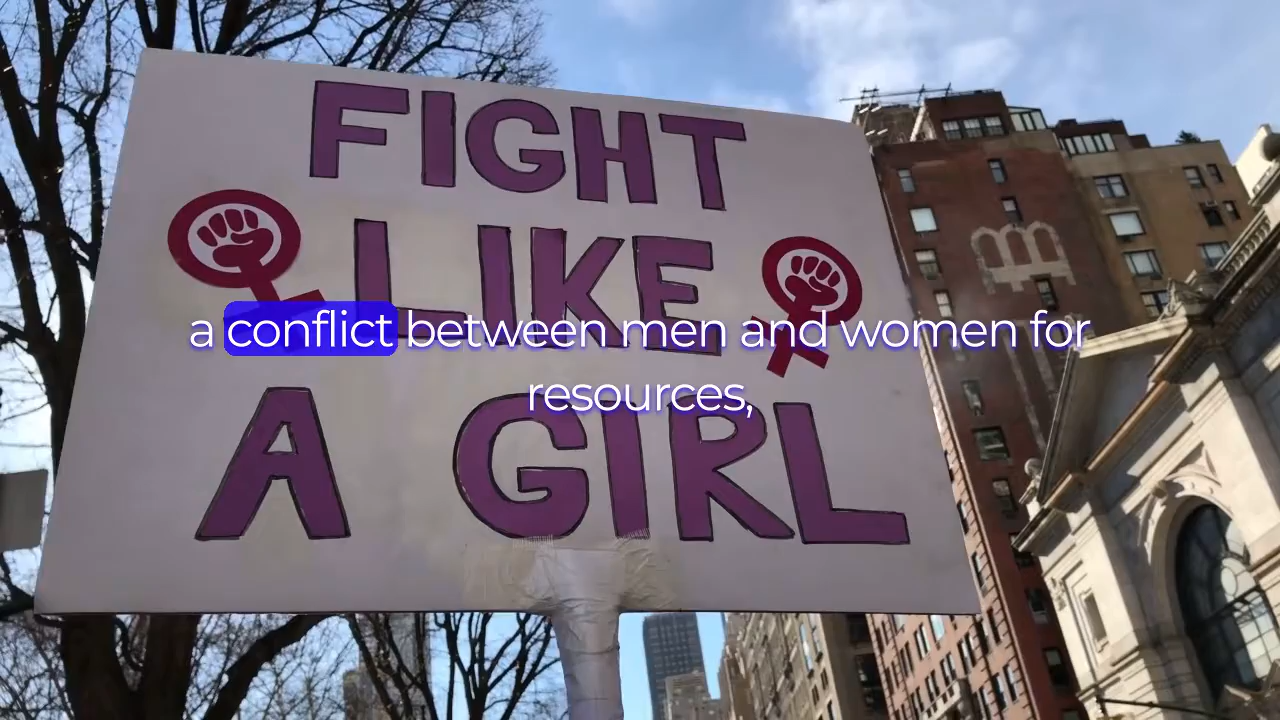 FIGHT
LIKE
a conflict between men and women for
resources,
A GIRL